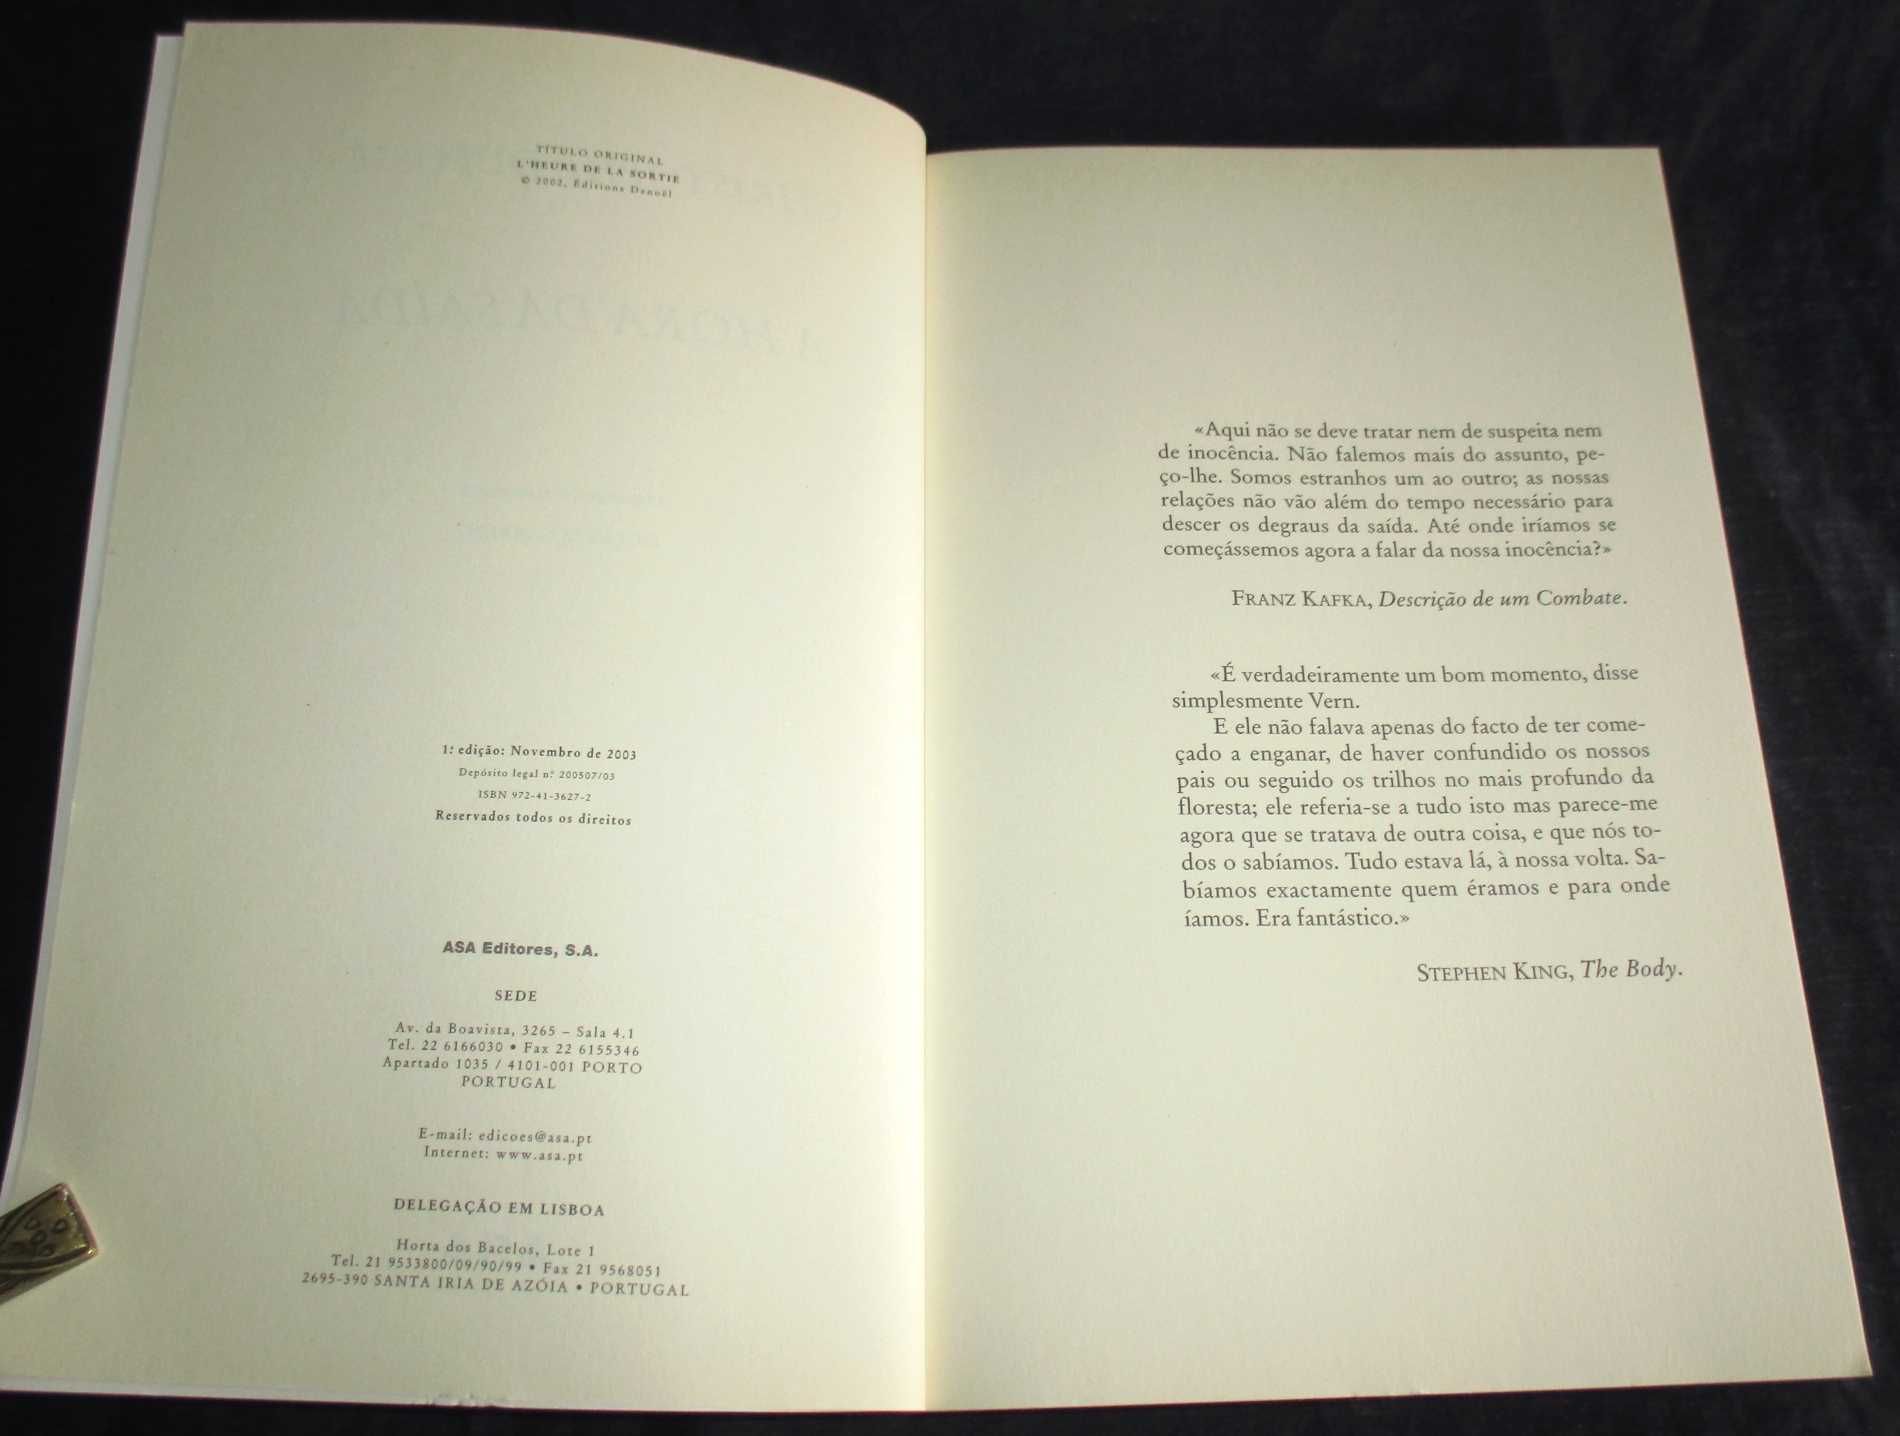 TÍTULO ORIGINAL
L'HEURE DE LA SORTIE
© 2002, Éditions Denoël
A HORA DA SAÍDA
1.ª edição: Novembro de 2003
Depósito legal n.º 200507/03
ISBN 972-41-3627-2
Reservados todos os direitos
ASA Editores, S.A.
SEDE
Av. da Boavista, 3265 – Sala 4.1
Tel. 22 6166030 • Fax 22 6155346
Apartado 1035 / 4101-001 PORTO
PORTUGAL
E-mail: edicoes@asa.pt
Internet: www.asa.pt
DELEGAÇÃO EM LISBOA
Horta dos Bacelos, Lote 1
Tel. 21 9533800/09/90/99 • Fax 21 9568051
2695-390 SANTA IRIA DE AZÓIA • PORTUGAL
«Aqui não se deve tratar nem de suspeita nem
de inocência. Não falemos mais do assunto, pe-
ço-lhe. Somos estranhos um ao outro; as nossas
relações não vão além do tempo necessário para
descer os degraus da saída. Até onde iríamos se
começássemos agora a falar da nossa inocência?»
FRANZ KAFKA, Descrição de um Combate.
«É verdadeiramente um bom momento, disse
simplesmente Vern.
E ele não falava apenas do facto de ter come-
çado a enganar, de haver confundido os nossos
pais ou seguido os trilhos no mais profundo da
floresta; ele referia-se a tudo isto mas parece-me
agora que se tratava de outra coisa, e que nós to-
dos o sabíamos. Tudo estava lá, à nossa volta. Sa-
bíamos exactamente quem éramos e para onde
íamos. Era fantástico.»
STEPHEN KING, The Body.